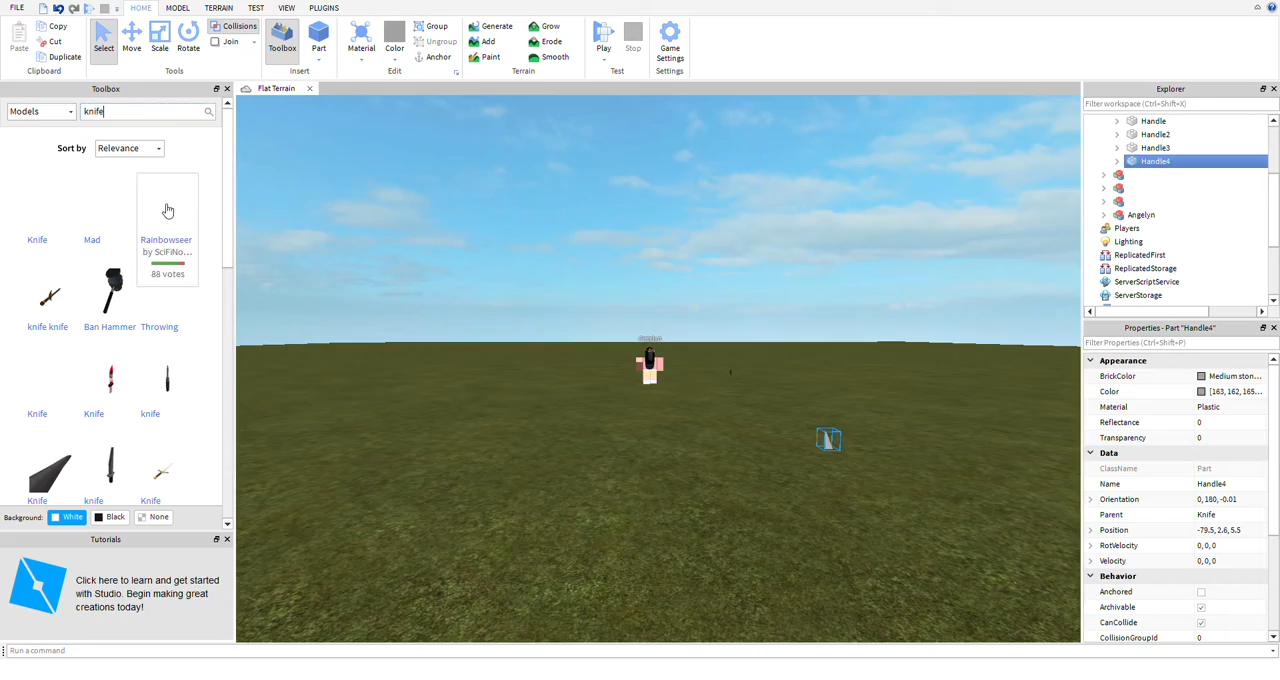 FILE HOME MODEL TERRAIN TEST VIEW PLUGINS
Copy Collisions Group Generate Grow
Cut Join Ungroup Add Erode
Paste Duplicate Select Move Scale Rotate Toolbox Part Material Color Anchor Paint Smooth Play Stop Game Settings
Clipboard Tools Insert Edit Terrain Test Settings
Toolbox Flat Terrain Explorer
Models knife Filter workspace (Ctrl+Shift+X)
Sort by Relevance
Knife Mad Rainbowseer
by SciFiNo...
88 votes
knife knife Ban Hammer Throwing
Knife Knife knife
Knife knife Knife
Background: White Black None
Tutorials
Click here to learn and get started
with Studio. Begin making great
creations today!
Run a command
Handle
Handle2
Handle3
Handle4
Angelyn
Players
Lighting
ReplicatedFirst
ReplicatedStorage
ServerScriptService
ServerStorage
Properties - Part "Handle4"
Filter Properties (Ctrl+Shift+P)
Appearance
BrickColor Medium ston...
Color [163, 162, 165...
Material Plastic
Reflectance 0
Transparency 0
Data
ClassName Part
Name Handle4
Orientation 0, 180, -0.01
Parent Knife
Position -79.5, 2.6, 5.5
RotVelocity 0, 0, 0
Velocity 0, 0, 0
Behavior
Anchored
Archivable
CanCollide
CollisionGroupId 0